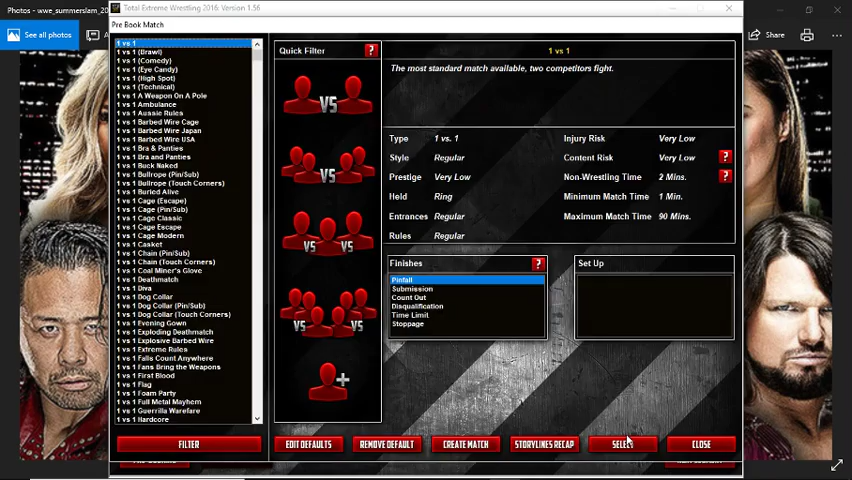 Photos - wwe_summerslam_20
Total Extreme Wrestling 2016: Version 1.56
See all photos
Share
Pre Book Match
1 vs 1
1 vs 1 (Brawl)
1 vs 1 (Comedy)
1 vs 1 (Eye Candy)
1 vs 1 (High Spot)
1 vs 1 (Technical)
1 vs 1 A Weapon On A Pole
1 vs 1 Ambulance
1 vs 1 Aussie Rules
1 vs 1 Barbed Wire Cage
1 vs 1 Barbed Wire Japan
1 vs 1 Barbed Wire USA
1 vs 1 Bra & Panties
1 vs 1 Bra and Panties
1 vs 1 Buck Naked
1 vs 1 Bullrope (Pin/Sub)
1 vs 1 Bullrope (Touch Corners)
1 vs 1 Buried Alive
1 vs 1 Cage (Escape)
1 vs 1 Cage (Pin/Sub)
1 vs 1 Cage Classic
1 vs 1 Cage Escape
1 vs 1 Cage Modern
1 vs 1 Casket
1 vs 1 Chain (Pin/Sub)
1 vs 1 Chain (Touch Corners)
1 vs 1 Coal Miner's Glove
1 vs 1 Deathmatch
1 vs 1 Diva
1 vs 1 Dog Collar
1 vs 1 Dog Collar (Pin/Sub)
1 vs 1 Dog Collar (Touch Corners)
1 vs 1 Evening Gown
1 vs 1 Exploding Deathmatch
1 vs 1 Explosive Barbed Wire
1 vs 1 Extreme Rules
1 vs 1 Falls Count Anywhere
1 vs 1 Fans Bring the Weapons
1 vs 1 First Blood
1 vs 1 Flag
1 vs 1 Foam Party
1 vs 1 Full Metal Mayhem
1 vs 1 Guerrilla Warefare
1 vs 1 Hardcore
FILTER
Quick Filter
?
VS
VS
VS VS
VS VS
+
1 vs 1
The most standard match available, two competitors fight.
Type 1 vs. 1 Injury Risk Very Low
Style Regular Content Risk Very Low ?
Prestige Very Low Non-Wrestling Time 2 Mins. ?
Held Ring Minimum Match Time 1 Min.
Entrances Regular Maximum Match Time 90 Mins.
Rules Regular
Finishes ?
Pinfall
Submission
Count Out
Disqualification
Time Limit
Stoppage
Set Up
EDIT DEFAULTS
REMOVE DEFAULT
CREATE MATCH
STORYLINES RECAP
SELECT
CLOSE